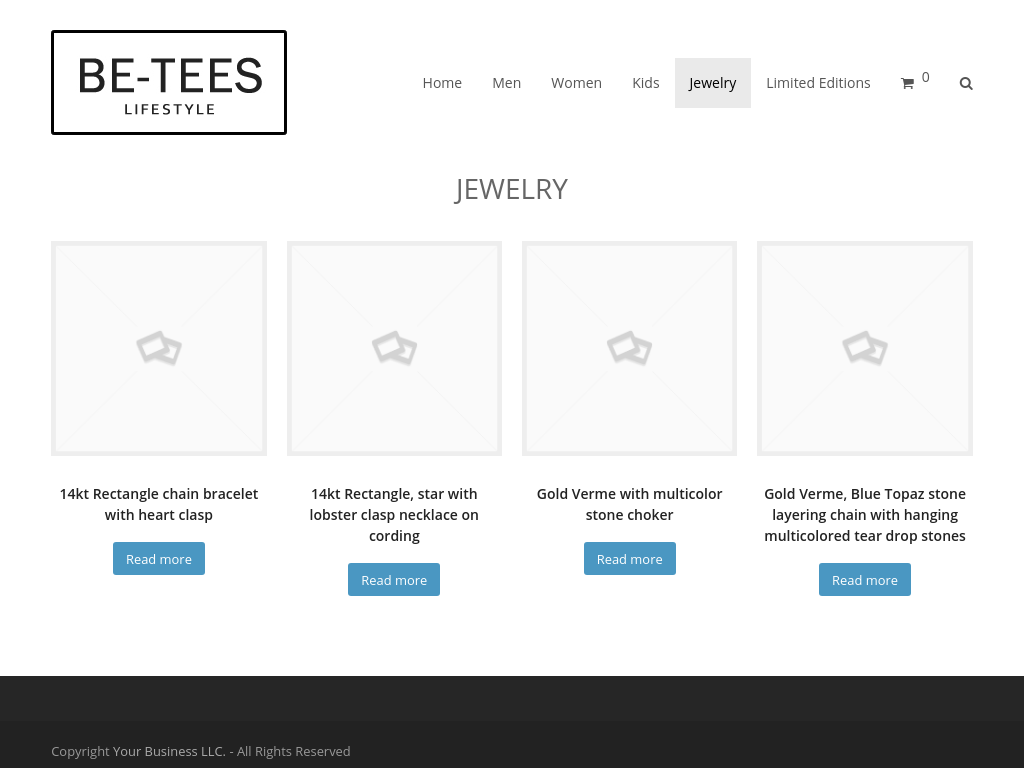 BE-TEES
LIFESTYLE
Home Men Women Kids Jewelry Limited Editions 0
JEWELRY
14kt Rectangle chain bracelet
with heart clasp
Read more
14kt Rectangle, star with
lobster clasp necklace on
cording
Read more
Gold Verme with multicolor
stone choker
Read more
Gold Verme, Blue Topaz stone
layering chain with hanging
multicolored tear drop stones
Read more
Copyright Your Business LLC. - All Rights Reserved